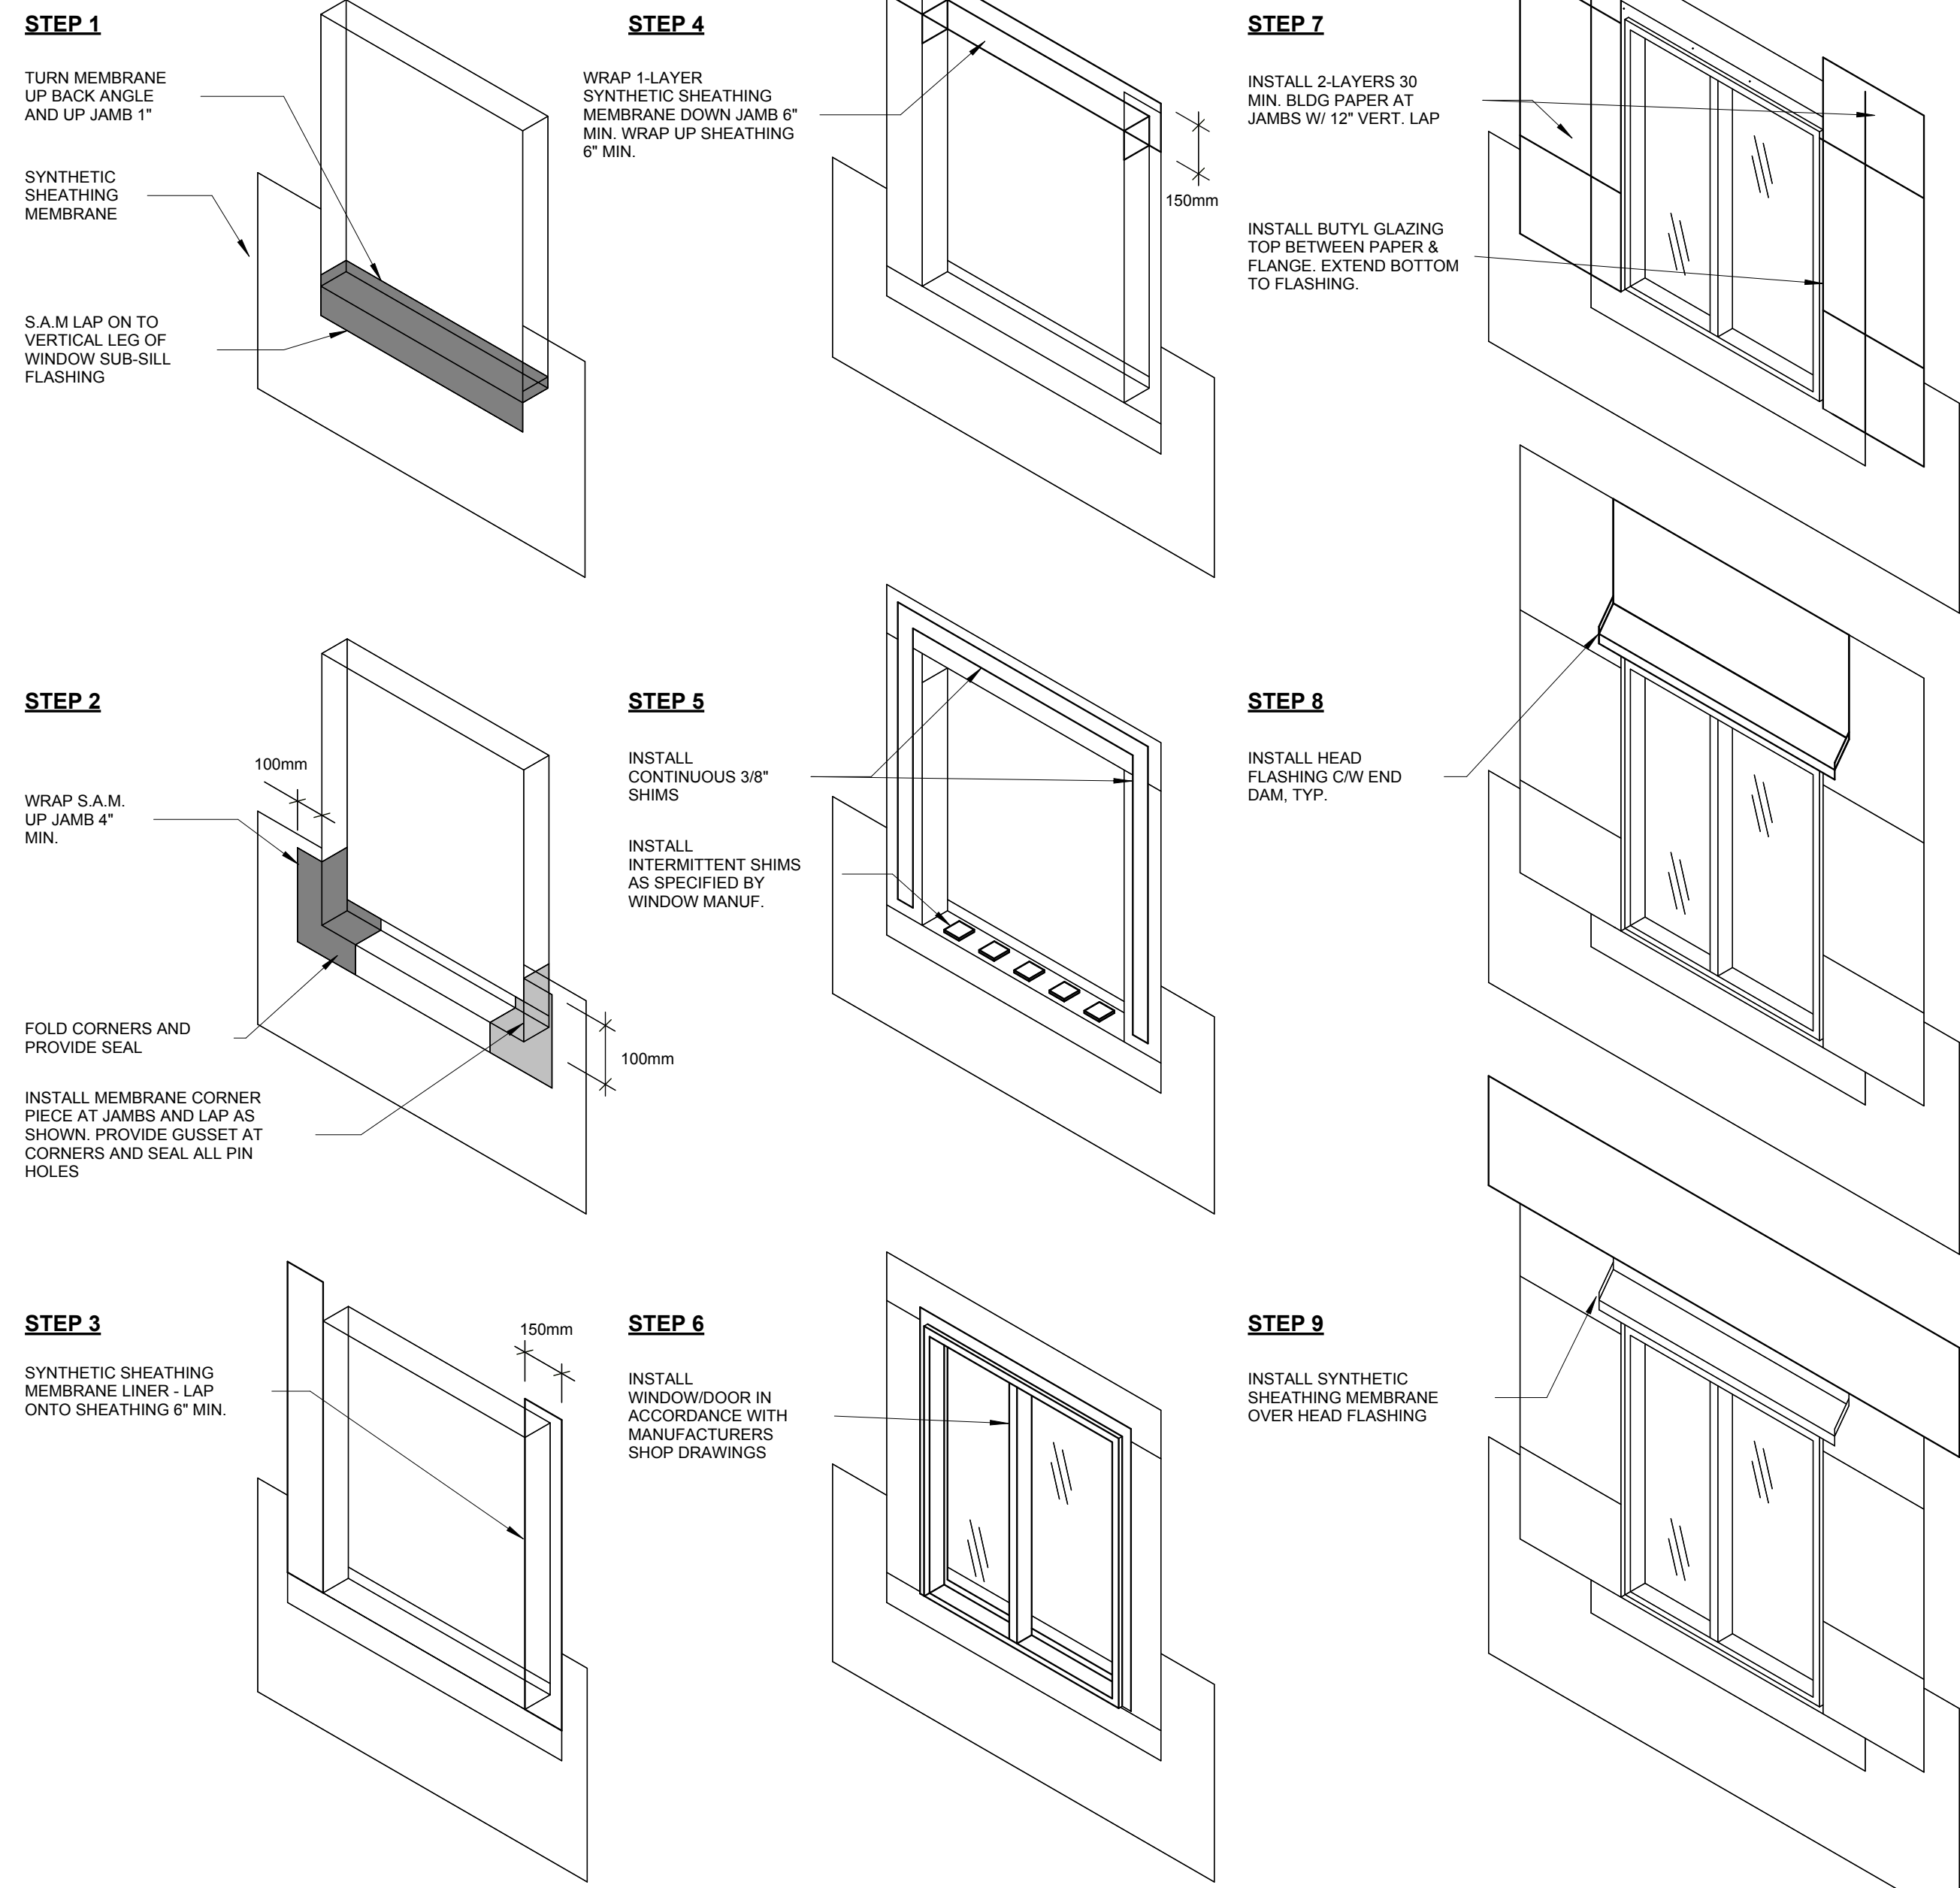 STEP 1
TURN MEMBRANE
UP BACK ANGLE
AND UP JAMB 1"
SYNTHETIC
SHEATHING
MEMBRANE
S.A.M LAP ON TO
VERTICAL LEG OF
WINDOW SUB-SILL
FLASHING
STEP 2
100mm
WRAP S.A.M.
UP JAMB 4"
MIN.
FOLD CORNERS AND
PROVIDE SEAL
100mm
INSTALL MEMBRANE CORNER
PIECE AT JAMBS AND LAP AS
SHOWN. PROVIDE GUSSET AT
CORNERS AND SEAL ALL PIN
HOLES
STEP 3
150mm
SYNTHETIC SHEATHING
MEMBRANE LINER - LAP
ONTO SHEATHING 6" MIN.
STEP 4
WRAP 1-LAYER
SYNTHETIC SHEATHING
MEMBRANE DOWN JAMB 6"
MIN. WRAP UP SHEATHING
6" MIN.
150mm
STEP 5
INSTALL
CONTINUOUS 3/8"
SHIMS
INSTALL
INTERMITTENT SHIMS
AS SPECIFIED BY
WINDOW MANUF.
STEP 6
INSTALL
WINDOW/DOOR IN
ACCORDANCE WITH
MANUFACTURERS
SHOP DRAWINGS
STEP 7
INSTALL 2-LAYERS 30
MIN. BLDG PAPER AT
JAMBS W/ 12" VERT. LAP
INSTALL BUTYL GLAZING
TOP BETWEEN PAPER &
FLANGE. EXTEND BOTTOM
TO FLASHING.
STEP 8
INSTALL HEAD
FLASHING C/W END
DAM, TYP.
STEP 9
INSTALL SYNTHETIC
SHEATHING MEMBRANE
OVER HEAD FLASHING